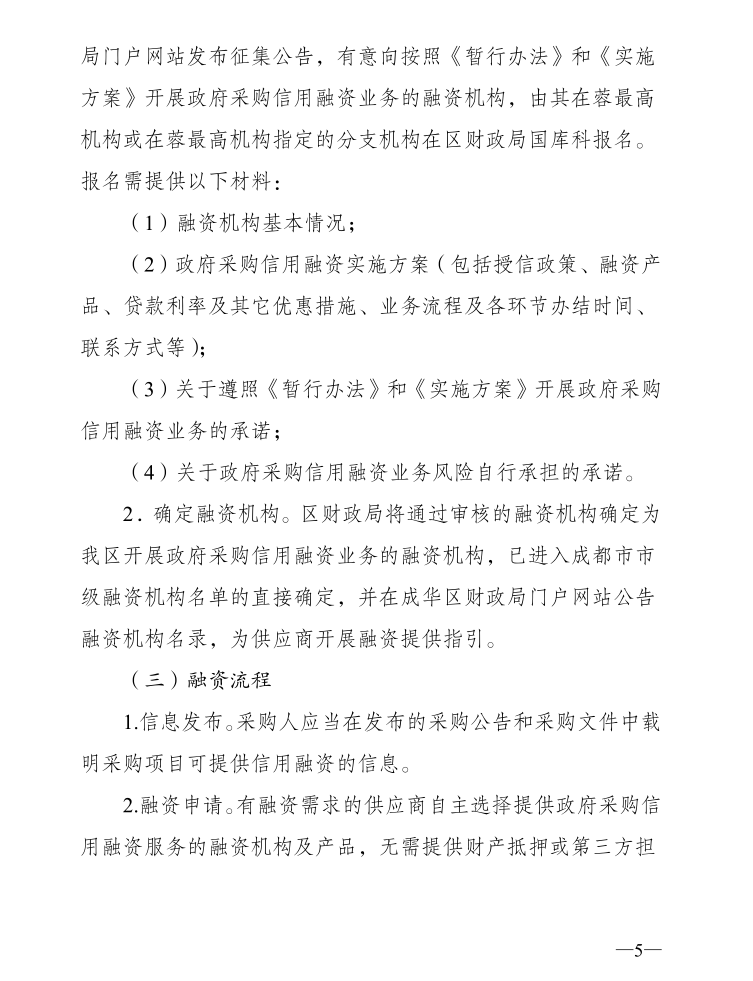 局门户网站发布征集公告，有意向按照《暂行办法》和《实施
方案》开展政府采购信用融资业务的融资机构，由其在蓉最高
机构或在蓉最高机构指定的分支机构在区财政局国库科报名。
报名需提供以下材料：
（1）融资机构基本情况；
（2）政府采购信用融资实施方案（包括授信政策、融资产
品、贷款利率及其它优惠措施、业务流程及各环节办结时间、
联系方式等）；
（3）关于遵照《暂行办法》和《实施方案》开展政府采购
信用融资业务的承诺；
（4）关于政府采购信用融资业务风险自行承担的承诺。
2．确定融资机构。区财政局将通过审核的融资机构确定为
我区开展政府采购信用融资业务的融资机构，已进入成都市市
级融资机构名单的直接确定，并在成华区财政局门户网站公告
融资机构名录，为供应商开展融资提供指引。
（三）融资流程
1.信息发布。采购人应当在发布的采购公告和采购文件中载
明采购项目可提供信用融资的信息。
2.融资申请。有融资需求的供应商自主选择提供政府采购信
用融资服务的融资机构及产品，无需提供财产抵押或第三方担
—5—